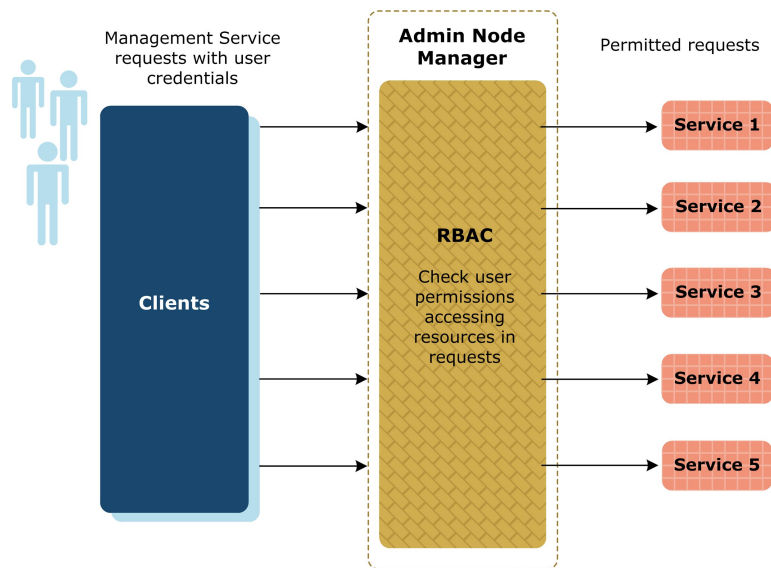 Management Service
requests with user
credentials
Admin Node
Manager
Permitted requests
Clients
RBAC
Check user
permissions
accessing
resources in
requests
Service 1
Service 2
Service 3
Service 4
Service 5